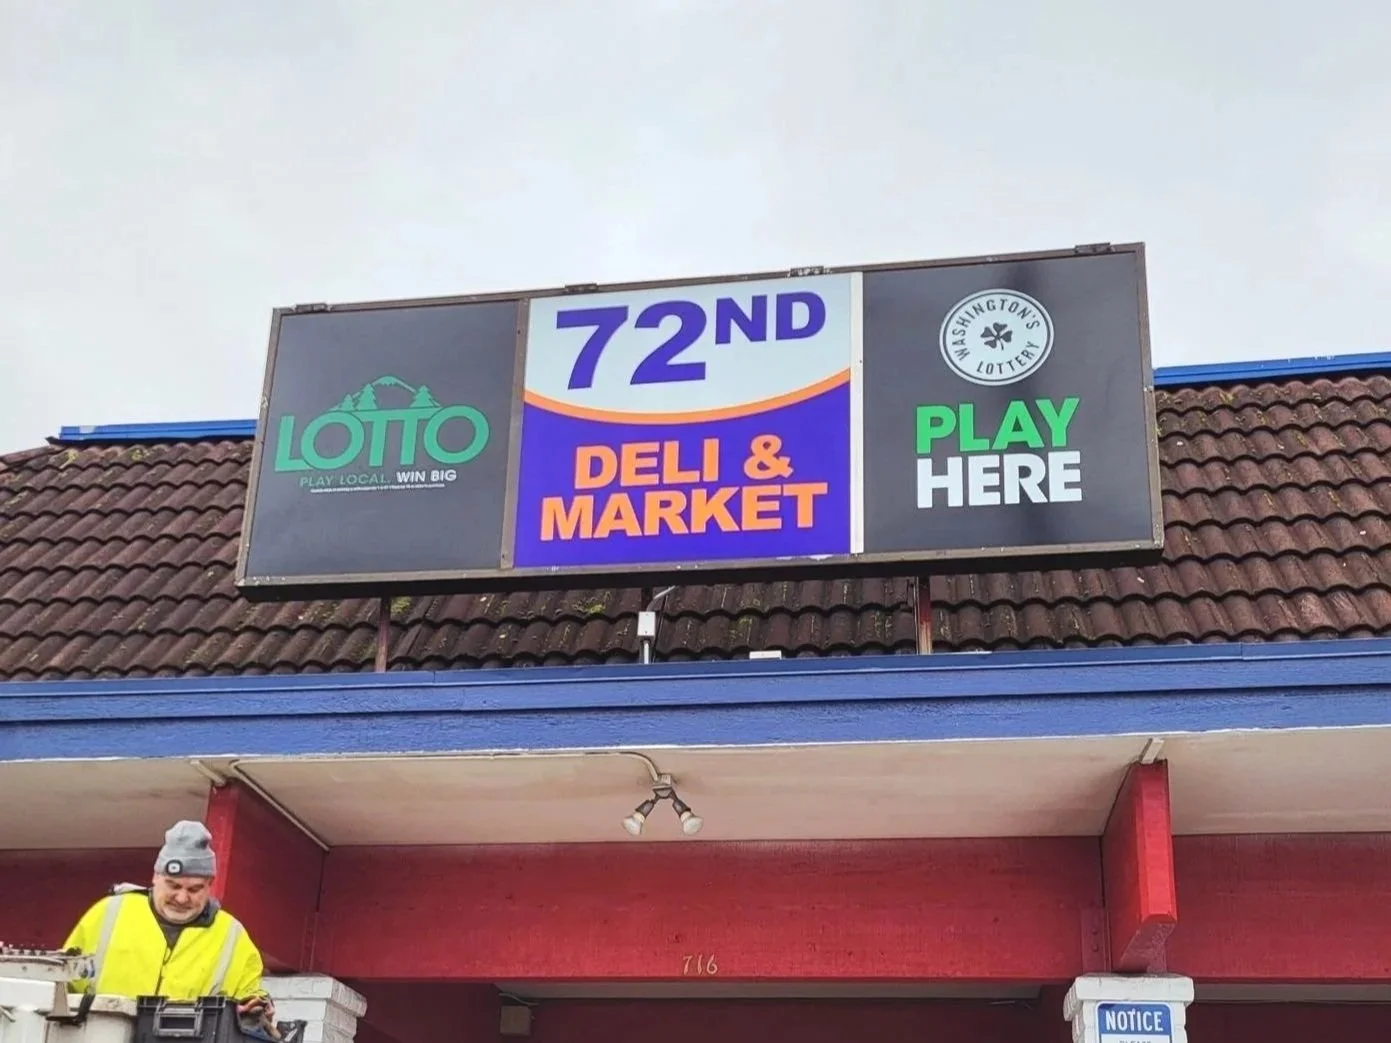 LOTTO
PLAY LOCAL. WIN BIG
72ND
DELI &
MARKET
WASHINGTON'S
LOTTERY
PLAY
HERE
716
NOTICE